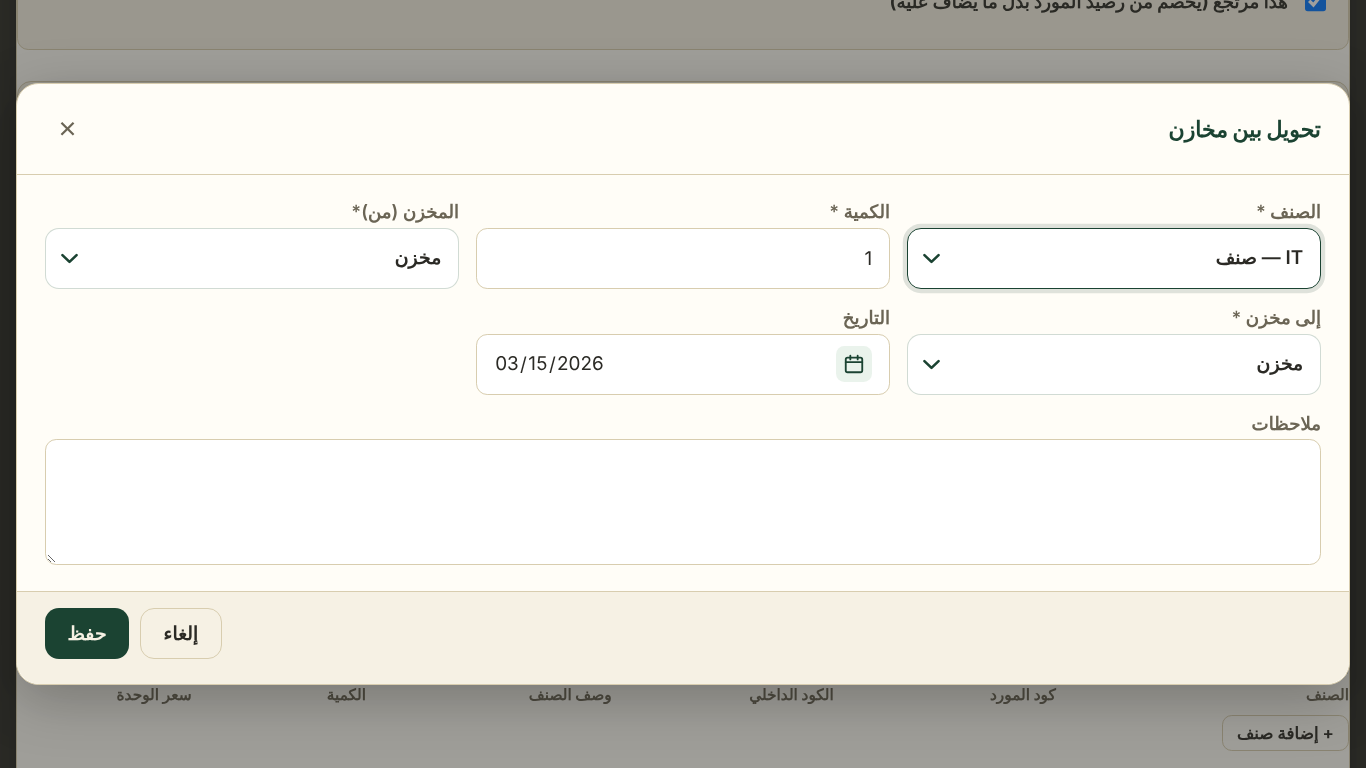 هذا مرتجع (يخصم من رصيد المورد بدل ما يضاف عليه)
تحويل بين مخازن
الصنف *
الكمية *
المخزن (من)*
IT — صنف
1
مخزن
إلى مخزن *
التاريخ
مخزن
03/15/2026
ملاحظات
إلغاء
حفظ
الصنف
كود المورد
الكود الداخلي
وصف الصنف
الكمية
سعر الوحدة
+ إضافة صنف